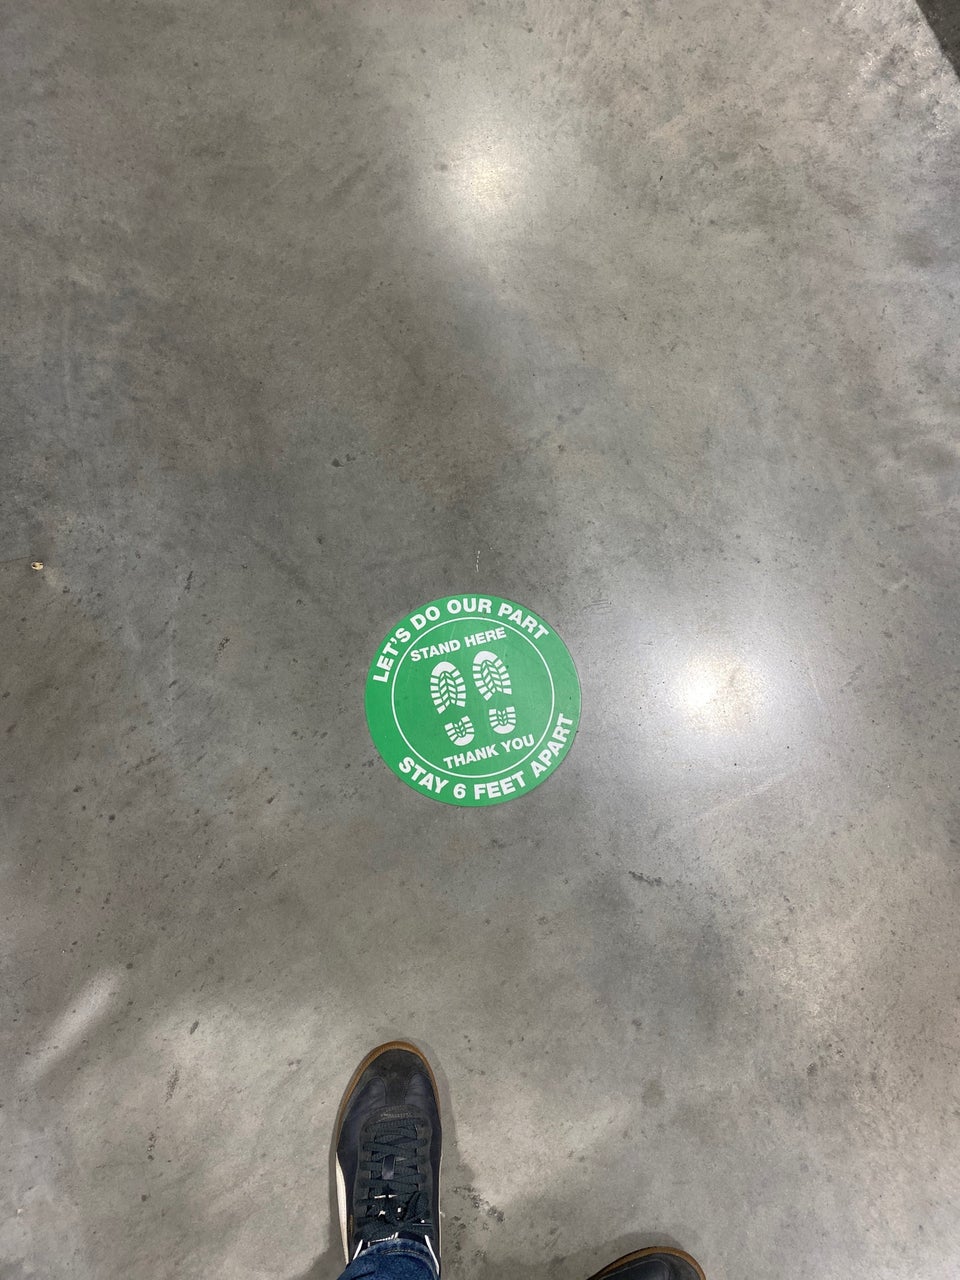 LET'S DO OUR PART
STAND HERE
THANK YOU
STAY 6 FEET APART